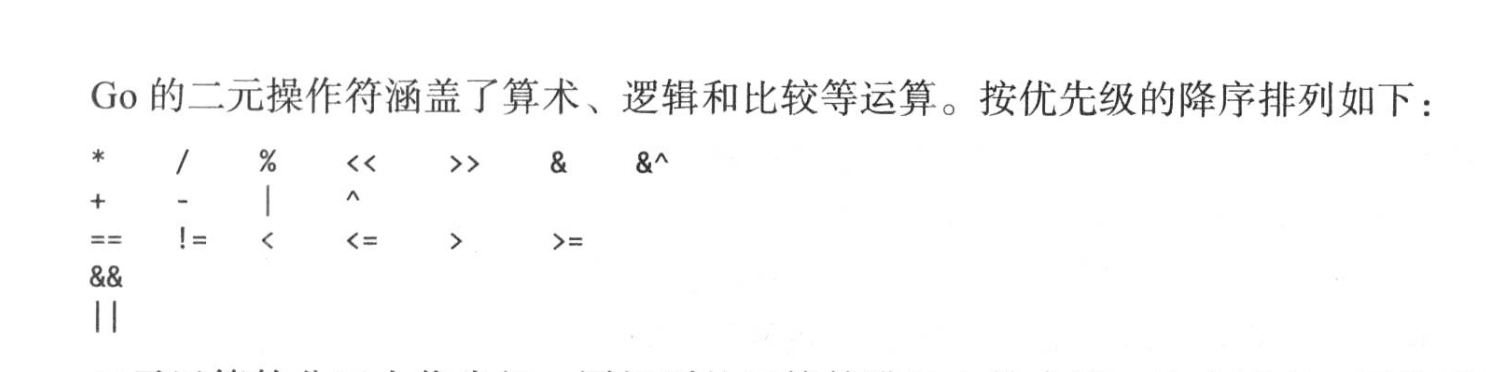 Go 的二元操作符涵盖了算术、逻辑和比较等运算。按优先级的降序排列如下：
* / % << >> & &^
+ - | ^
== != < <= > >=
&&
||